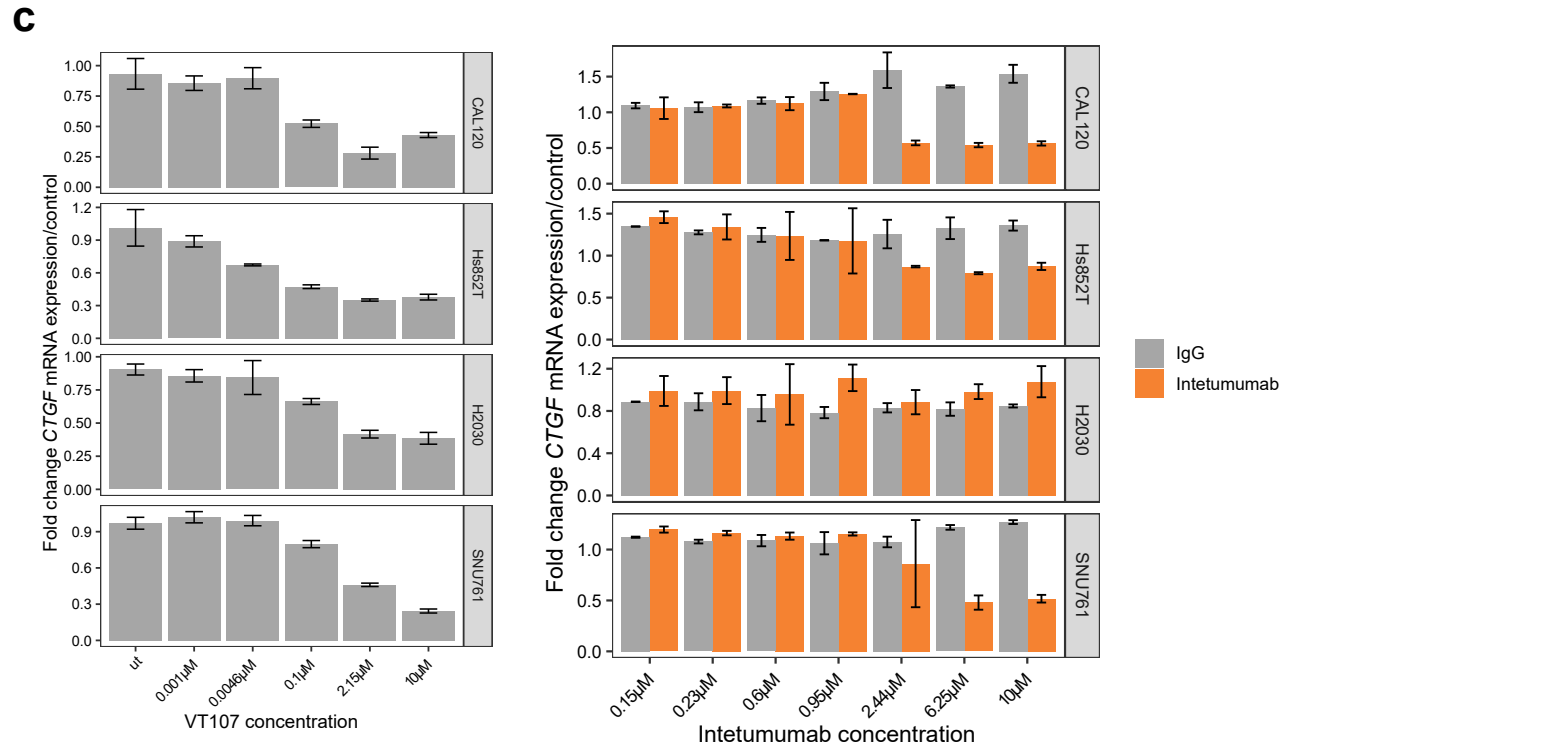 c
Fold change CTGF mRNA expression/control
1.00
0.75
0.50
0.25
0.00
CAL120
1.2
0.9
0.6
0.3
0.0
Hs852T
1.00
0.75
0.50
0.25
0.00
H2030
0.9
0.6
0.3
0.0
SNU761
ut
0.001µM
0.0046µM
0.1µM
2.15µM
10µM
VT107 concentration
Fold change CTGF mRNA expression/control
1.5
1.0
0.5
0.0
CAL120
1.5
1.0
0.5
0.0
Hs852T
1.2
0.8
0.4
0.0
H2030
1.0
0.5
0.0
SNU761
0.15µM
0.23µM
0.6µM
0.95µM
2.44µM
6.25µM
10µM
Intetumumab concentration
IgG
Intetumumab